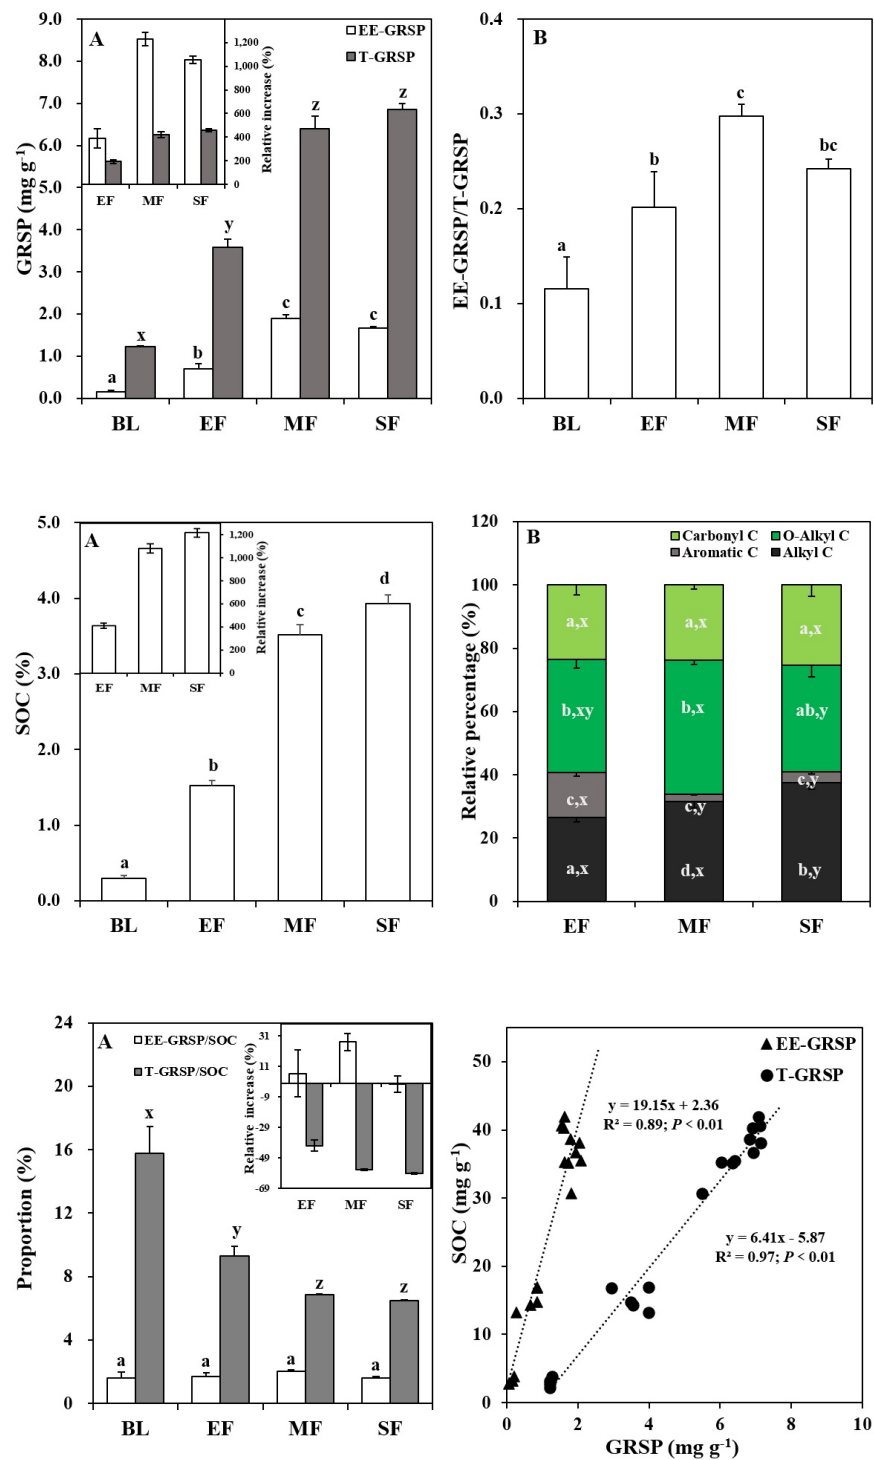 A
EE-GRSP
T-GRSP
GRSP (mg g-1)
9.0
8.0
7.0
6.0
5.0
4.0
3.0
2.0
1.0
0.0
Relative increase (%)
1,200
1,000
800
600
400
200
0
EF MF SF
a x b y c z c z
BL EF MF SF
B
EE-GRSP/T-GRSP
0.4
0.3
0.2
0.1
0.0
a b c bc
BL EF MF SF
A
SOC (%)
5.0
4.0
3.0
2.0
1.0
0.0
Relative increase (%)
1,200
1,000
800
600
400
200
0
EF MF SF
a b c d
BL EF MF SF
B
Carbonyl C O-Alkyl C
Aromatic C Alkyl C
Relative percentage (%)
120
100
80
60
40
20
0
a,x a,x a,x
b,xy b,x ab,y
c,x c,y c,y
a,x d,x b,y
EF MF SF
A
EE-GRSP/SOC
T-GRSP/SOC
Proportion (%)
24
20
16
12
8
4
0
Relative increase (%)
31
11
-9
-29
-49
-69
EF MF SF
a x a y a z a z
BL EF MF SF
EE-GRSP
T-GRSP
SOC (mg g-1)
50
40
30
20
10
0
y = 19.15x + 2.36
R² = 0.89; P < 0.01
y = 6.41x - 5.87
R² = 0.97; P < 0.01
0 2 4 6 8 10
GRSP (mg g-1)